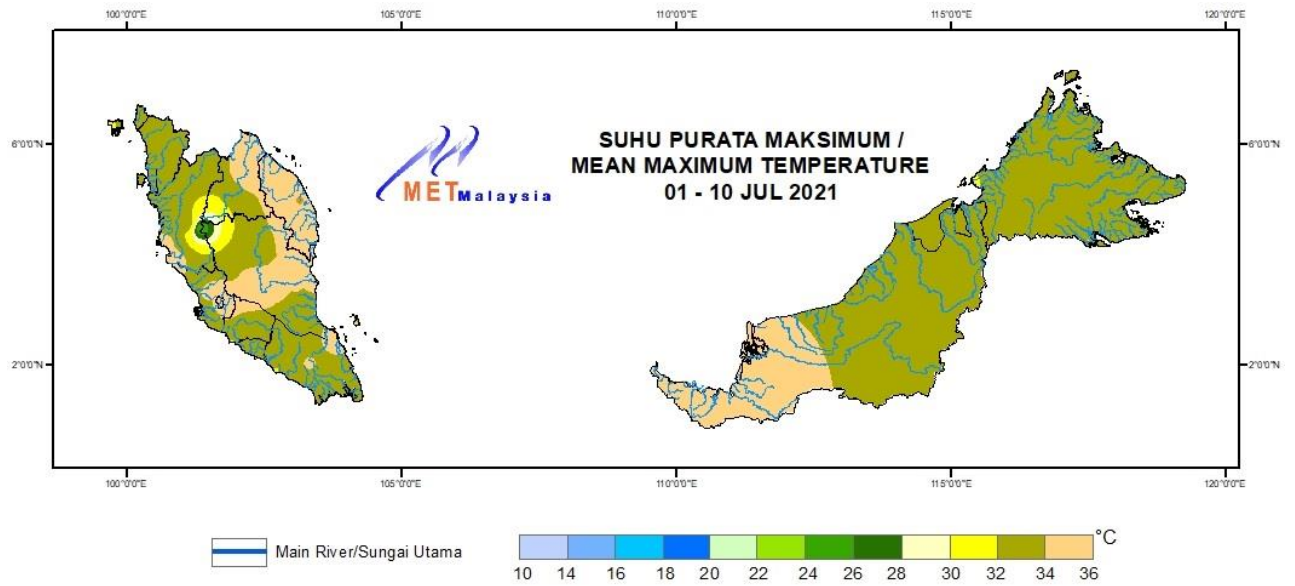 100°0'0"E 105°0'0"E 110°0'0"E 115°0'0"E 120°0'0"E
SUHU PURATA MAKSIMUM /
MEAN MAXIMUM TEMPERATURE
01 - 10 JUL 2021
MET Malaysia
6°0'0"N 6°0'0"N
2°0'0"N 2°0'0"N
100°0'0"E 105°0'0"E 110°0'0"E 115°0'0"E 120°0'0"E
Main River/Sungai Utama
°C
10 14 16 18 20 22 24 26 28 30 32 34 36